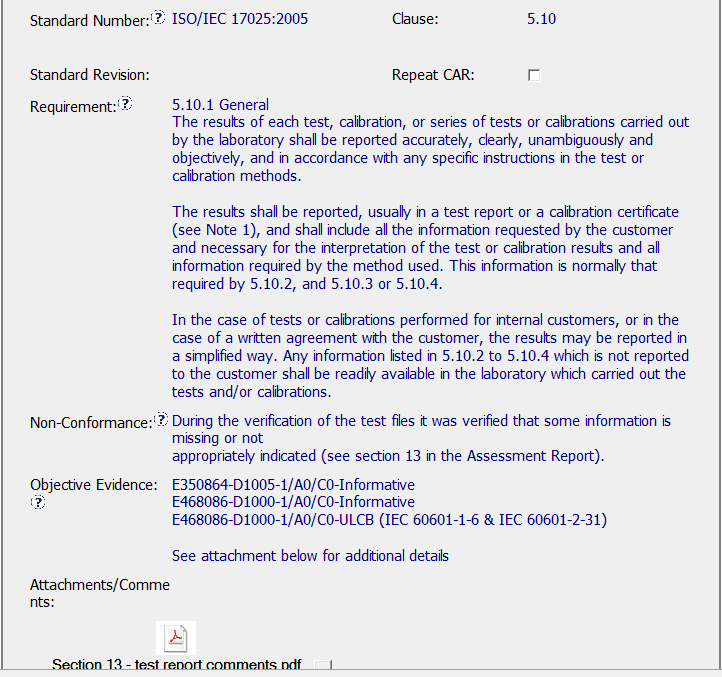 Standard Number: ? ISO/IEC 17025:2005 Clause: 5.10
Standard Revision: Repeat CAR:
Requirement: ? 5.10.1 General
The results of each test, calibration, or series of tests or calibrations carried out
by the laboratory shall be reported accurately, clearly, unambiguously and
objectively, and in accordance with any specific instructions in the test or
calibration methods.
The results shall be reported, usually in a test report or a calibration certificate
(see Note 1), and shall include all the information requested by the customer
and necessary for the interpretation of the test or calibration results and all
information required by the method used. This information is normally that
required by 5.10.2, and 5.10.3 or 5.10.4.
In the case of tests or calibrations performed for internal customers, or in the
case of a written agreement with the customer, the results may be reported in
a simplified way. Any information listed in 5.10.2 to 5.10.4 which is not reported
to the customer shall be readily available in the laboratory which carried out the
tests and/or calibrations.
Non-Conformance: ? During the verification of the test files it was verified that some information is
missing or not
appropriately indicated (see section 13 in the Assessment Report).
Objective Evidence: E350864-D1005-1/A0/C0-Informative
? E468086-D1000-1/A0/C0-Informative
E468086-D1000-1/A0/C0-ULCB (IEC 60601-1-6 & IEC 60601-2-31)
See attachment below for additional details
Attachments/Comme
nts:
Section 13 - test report comments.pdf